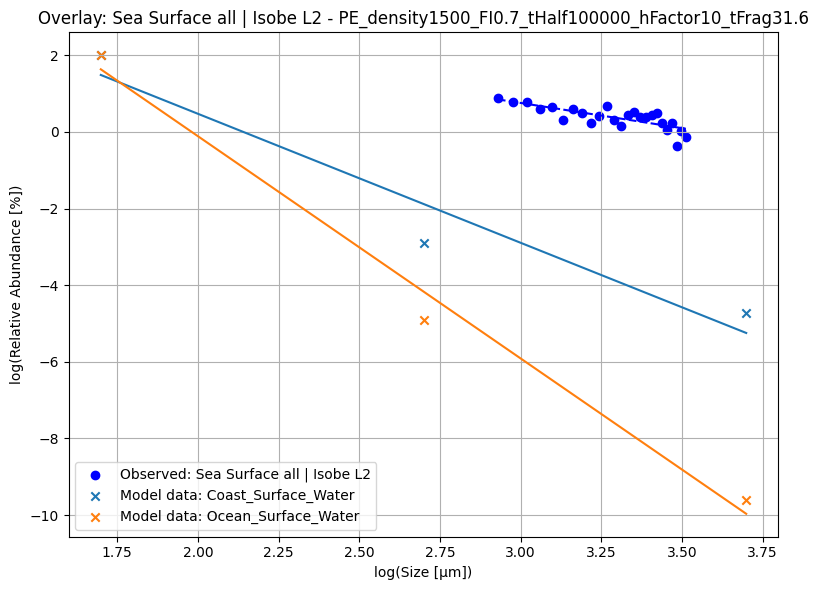 Overlay: Sea Surface all | Isobe L2 - PE_density1500_FI0.7_tHalf100000_hFactor10_tFrag31.6
log(Relative Abundance [%])
2
0
−2
−4
−6
−8
−10
Observed: Sea Surface all | Isobe L2
Model data: Coast_Surface_Water
Model data: Ocean_Surface_Water
1.75
2.00
2.25
2.50
2.75
3.00
3.25
3.50
3.75
log(Size [μm])